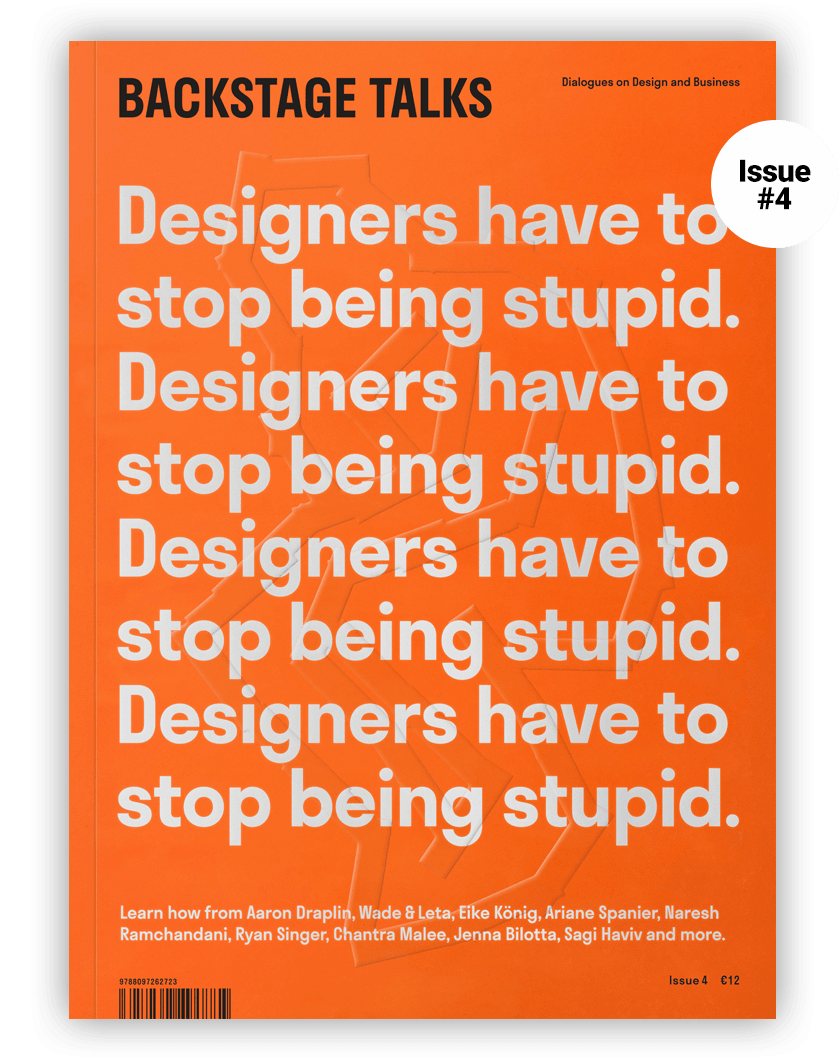 BACKSTAGE TALKS
Dialogues on Design and Business
Issue
#4
Designers have to
stop being stupid.
Designers have to
stop being stupid.
Designers have to
stop being stupid.
Designers have to
stop being stupid.
Learn how from Aaron Draplin, Wade & Leta, Eike König, Ariane Spanier, Naresh
Ramchandani, Ryan Singer, Chantra Malee, Jenna Bilotta, Sagi Haviv and more.
9788097262723
Issue 4 €12